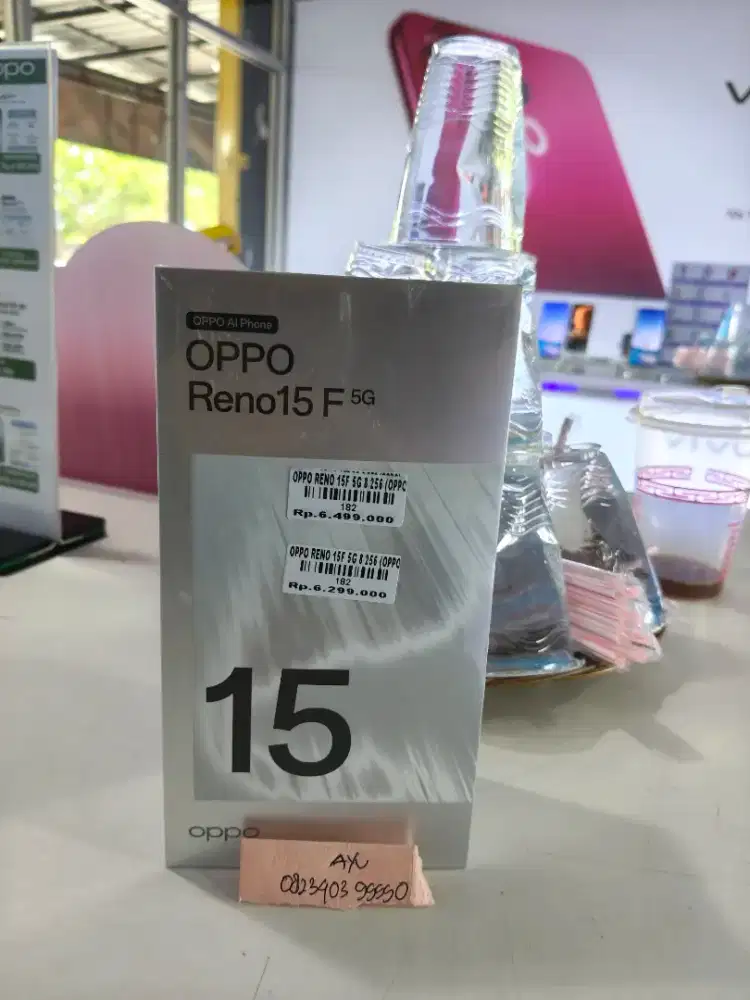 OPPO AI Phone
OPPO
Reno15 F 5G
OPPO RENO 15F 5G 8 256 (OPPO
182
Rp.6.499.000
OPPO RENO 15F 5G 8 256 (OPPO
182
Rp.6.299.000
15
oppo
AYU
082340399990